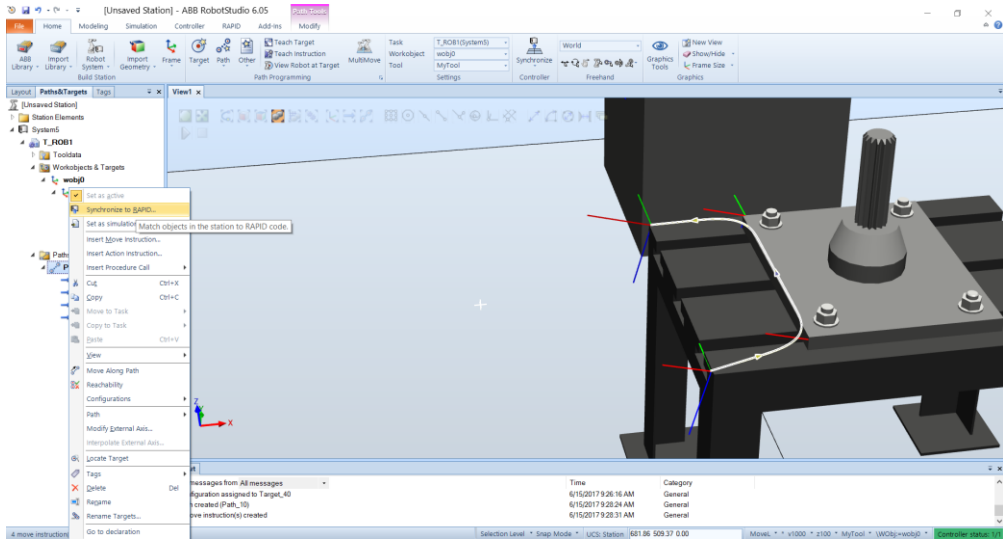 [Unsaved Station] - ABB RobotStudio 6.05
Path Tools
File Home Modeling Simulation Controller RAPID Add-Ins Modify
ABB Library
Import Library
Robot System
Import Geometry
Frame
Target
Path
Other
Teach Target
Teach Instruction
View Robot at Target
MultiMove
Task T_ROB1(System5)
Workobject wobj0
Tool MyTool
Synchronize
World
Graphics Tools
New View
Show/Hide
Frame Size
Build Station
Path Programming
Settings
Controller
Freehand
Graphics
Layout Paths&Targets Tags
View1
[Unsaved Station]
Station Elements
System5
T_ROB1
Tooldata
Workobjects & Targets
wobj0
Path
P
Set as active
Synchronize to RAPID...
Set as simulation
Match objects in the station to RAPID code.
Insert Move Instruction...
Insert Action Instruction...
Insert Procedure Call
Cut Ctrl+X
Copy Ctrl+C
Move to Task
Copy to Task
Paste Ctrl+V
View
Move Along Path
Reachability
Configurations
Path
Modify External Axis...
Interpolate External Axis...
Locate Target
Tags
Delete Del
Rename
Rename Targets...
Go to declaration
Z
X
messages from All messages
Time
Category
figuration assigned to Target_40 6/15/2017 9:26:16 AM General
n created (Path_10) 6/15/2017 9:28:24 AM General
ove instruction(s) created 6/15/2017 9:28:31 AM General
4 move instruction
Selection Level Snap Mode UCS: Station 681.86 509.37 0.00 MoveL * v1000 z100 MyTool \WObj:=wobj0 Controller status: 1/1